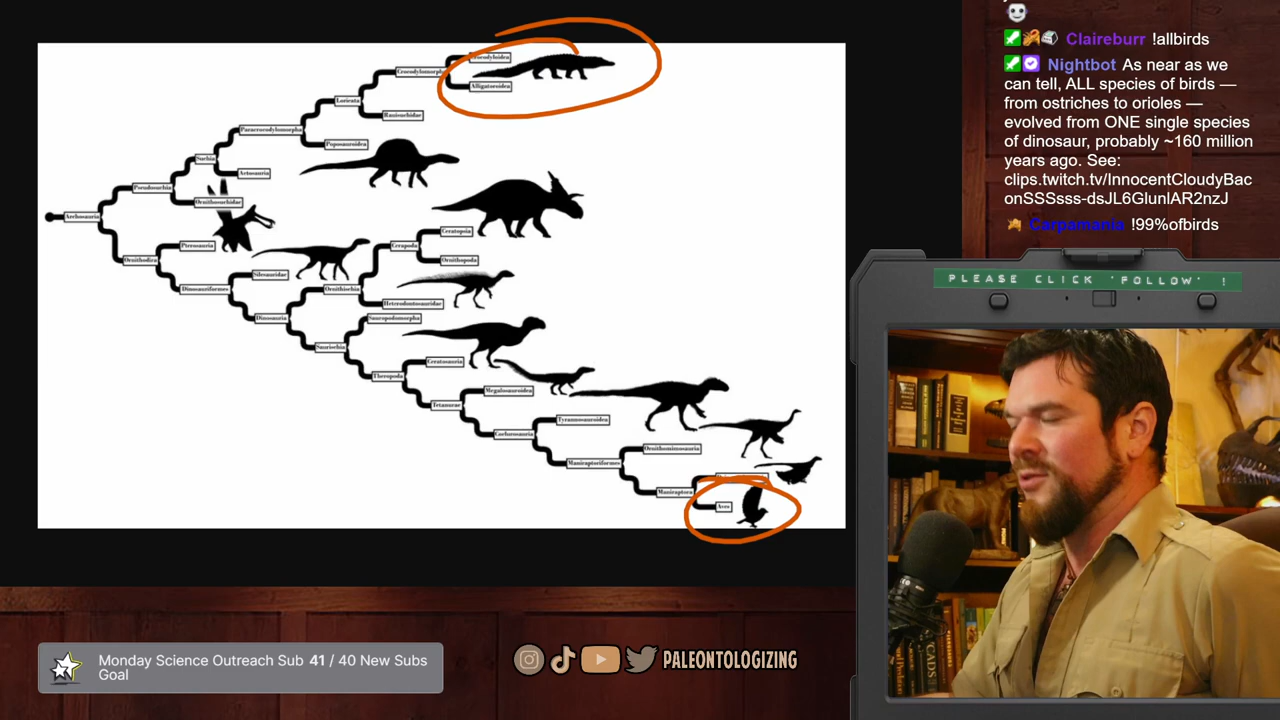 Claireburr !allbirds
Nightbot As near as we
can tell, ALL species of birds —
from ostriches to orioles —
evolved from ONE single species
of dinosaur, probably ~160 million
years ago. See:
clips.twitch.tv/InnocentCloudyBac
Carpamania !99%ofbirds
PLEASE CLICK 'FOLLOW' !
Alligatoroidea
Loricata
Rauisuchidae
Paracrocodylomorpha
Poposauroidea
Suchia
Aetosauria
Pseudosuchia
Ornithosuchidae
Archosauria
Ceratopsia
Pterosauria
Cerapoda
Ornithodira
Ornithopoda
Silesauridae
Dinosauriformes
Ornithischia
Heterodontosauridae
Dinosauria
Sauropodomorpha
Saurischia
Ceratosauria
Theropoda
Megalosauroidea
Tetanurae
Tyrannosauroidea
Coelurosauria
Ornithomimosauria
Maniraptoriformes
Maniraptora
Aves
Monday Science Outreach Sub 41 / 40 New Subs
Goal
PALEONTOLOGIZING